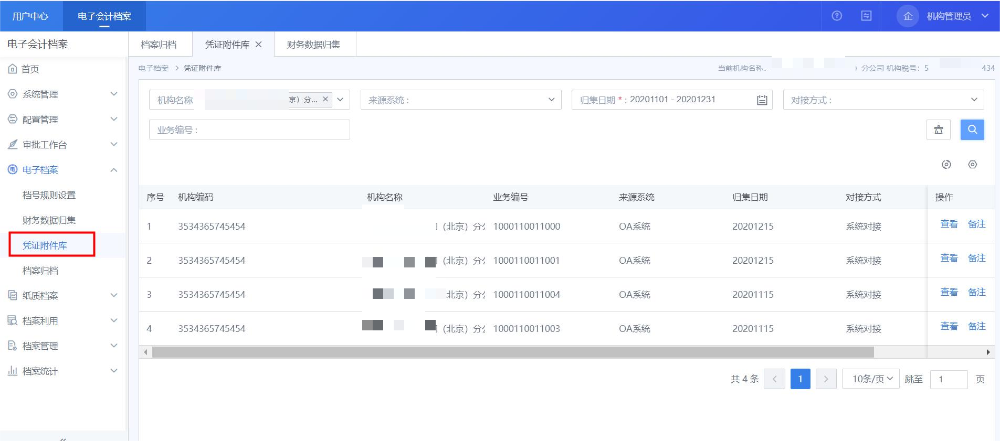 用户中心 电子会计档案 企 机构管理员
电子会计档案 档案归档 凭证附件库 财务数据归集
首页
系统管理
配置管理
审批工作台
电子档案
档号规则设置
财务数据归集
凭证附件库
档案归档
纸质档案
档案利用
档案管理
档案统计
电子档案 > 凭证附件库 当前机构名称 ）分公司 机构税号：5 434
机构名称 京）分... 来源系统： 归集日期 *：20201101 - 20201231 对接方式：
业务编号：
序号 机构编码 机构名称 业务编号 来源系统 归集日期 对接方式 操作
1 3534365745454 （北京）分 1000110011000 OA系统 20201215 系统对接 查看 备注
2 3534365745454 （北京）分 1000110011001 OA系统 20201215 系统对接 查看 备注
3 3534365745454 北京）分 1000110011004 OA系统 20201115 系统对接 查看 备注
4 3534365745454 （北京）分 1000110011003 OA系统 20201115 系统对接 查看 备注
共 4 条 1 10条/页 跳至 1 页